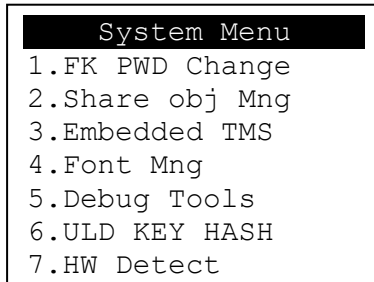 System Menu
1.FK PWD Change
2.Share obj Mng
3.Embedded TMS
4.Font Mng
5.Debug Tools
6.ULD KEY HASH
7.HW Detect